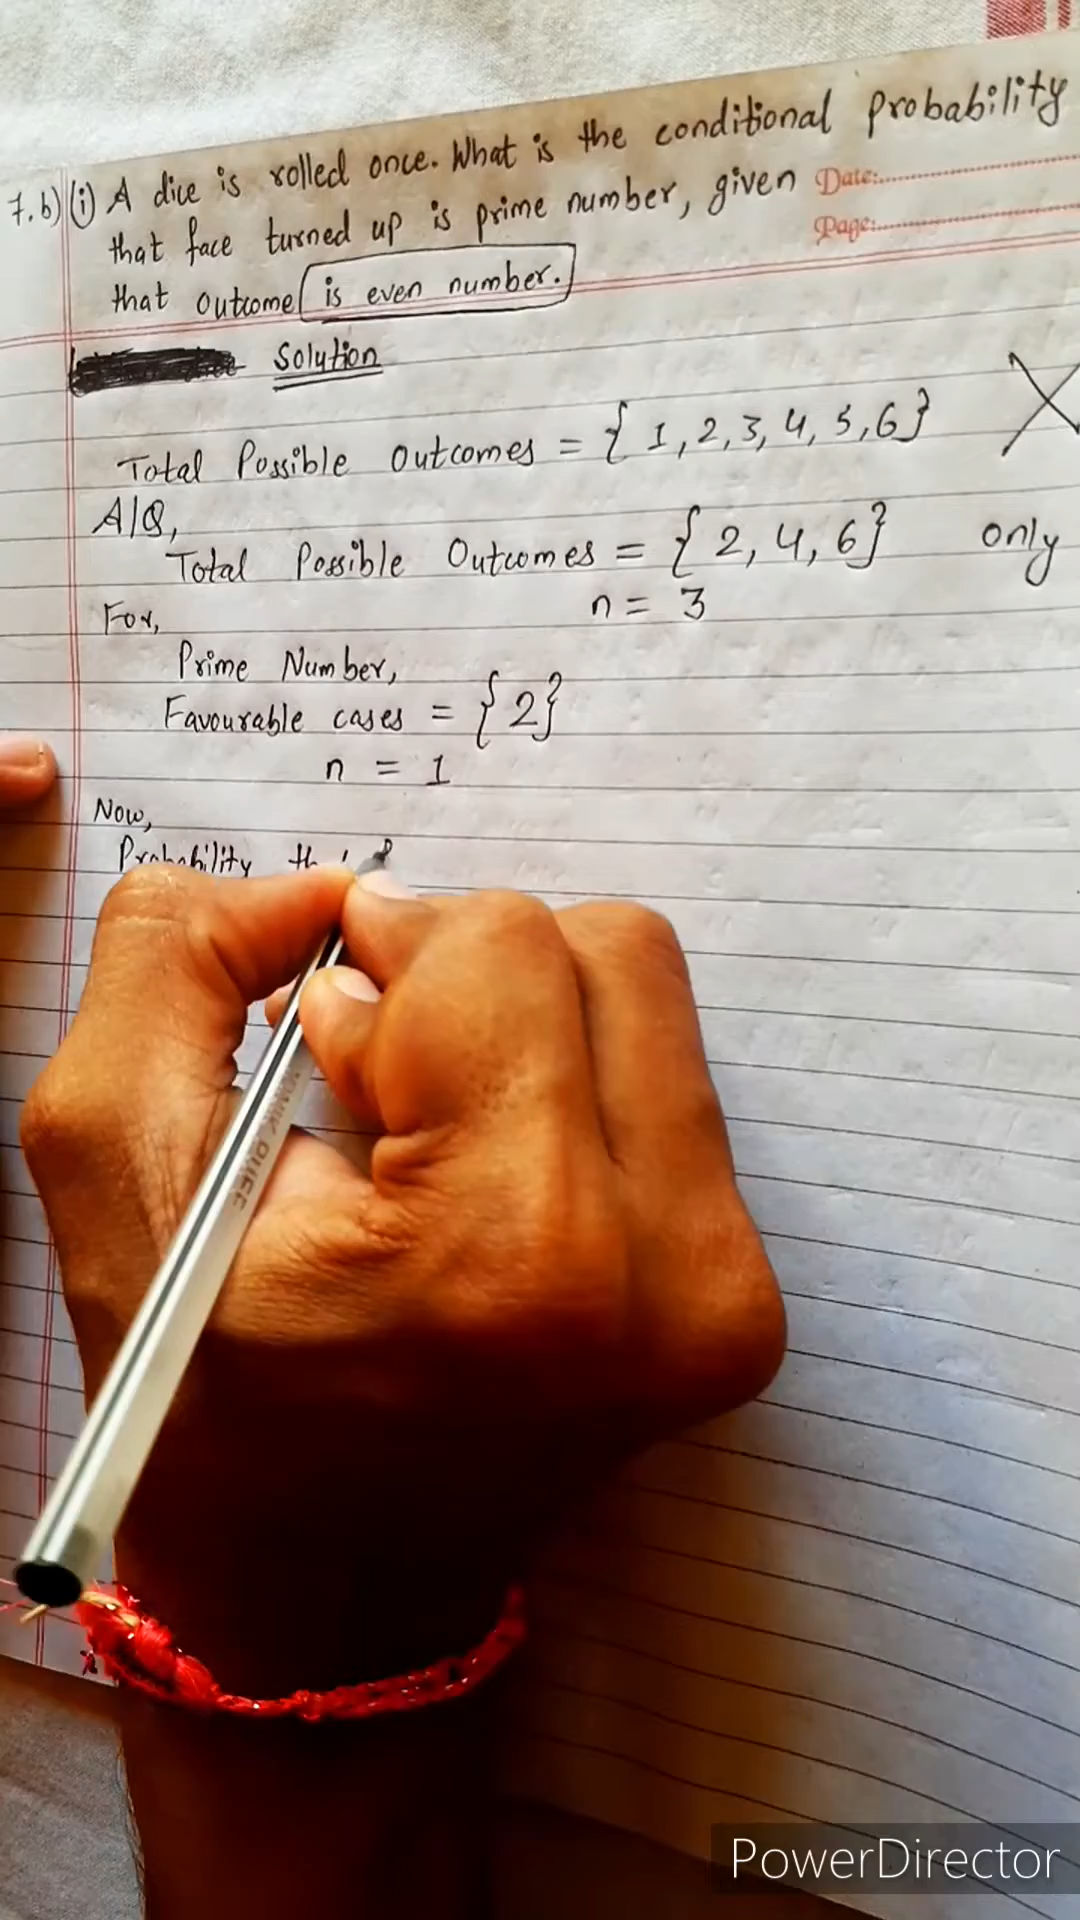 7.b) (i) A dice is rolled once. What is the conditional probability
that face turned up is prime number, given
that outcome is even number.
Date:
Page:
Solution
Total Possible Outcomes = { 1, 2, 3, 4, 5, 6 }
A/Q,
Total Possible Outcomes = { 2, 4, 6 } only
n = 3
For,
Prime Number,
Favourable cases = { 2 }
n = 1
Now,
Probability
PowerDirector